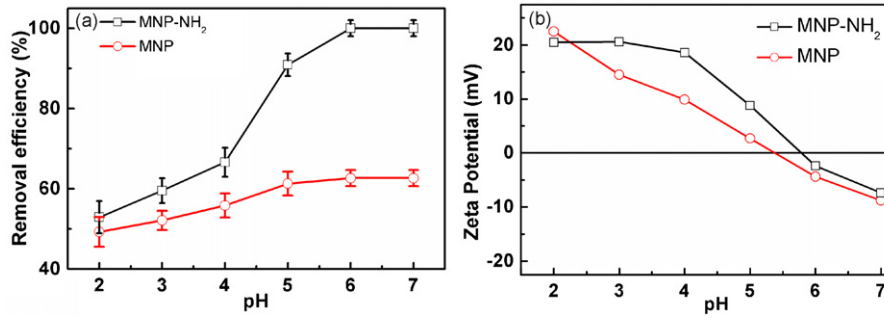 (a)
MNP-NH₂
MNP
Removal efficiency (%)
100
80
60
40
2 3 4 5 6 7
pH
(b)
MNP-NH₂
MNP
Zeta Potential (mV)
20
10
0
-10
-20
2 3 4 5 6 7
pH